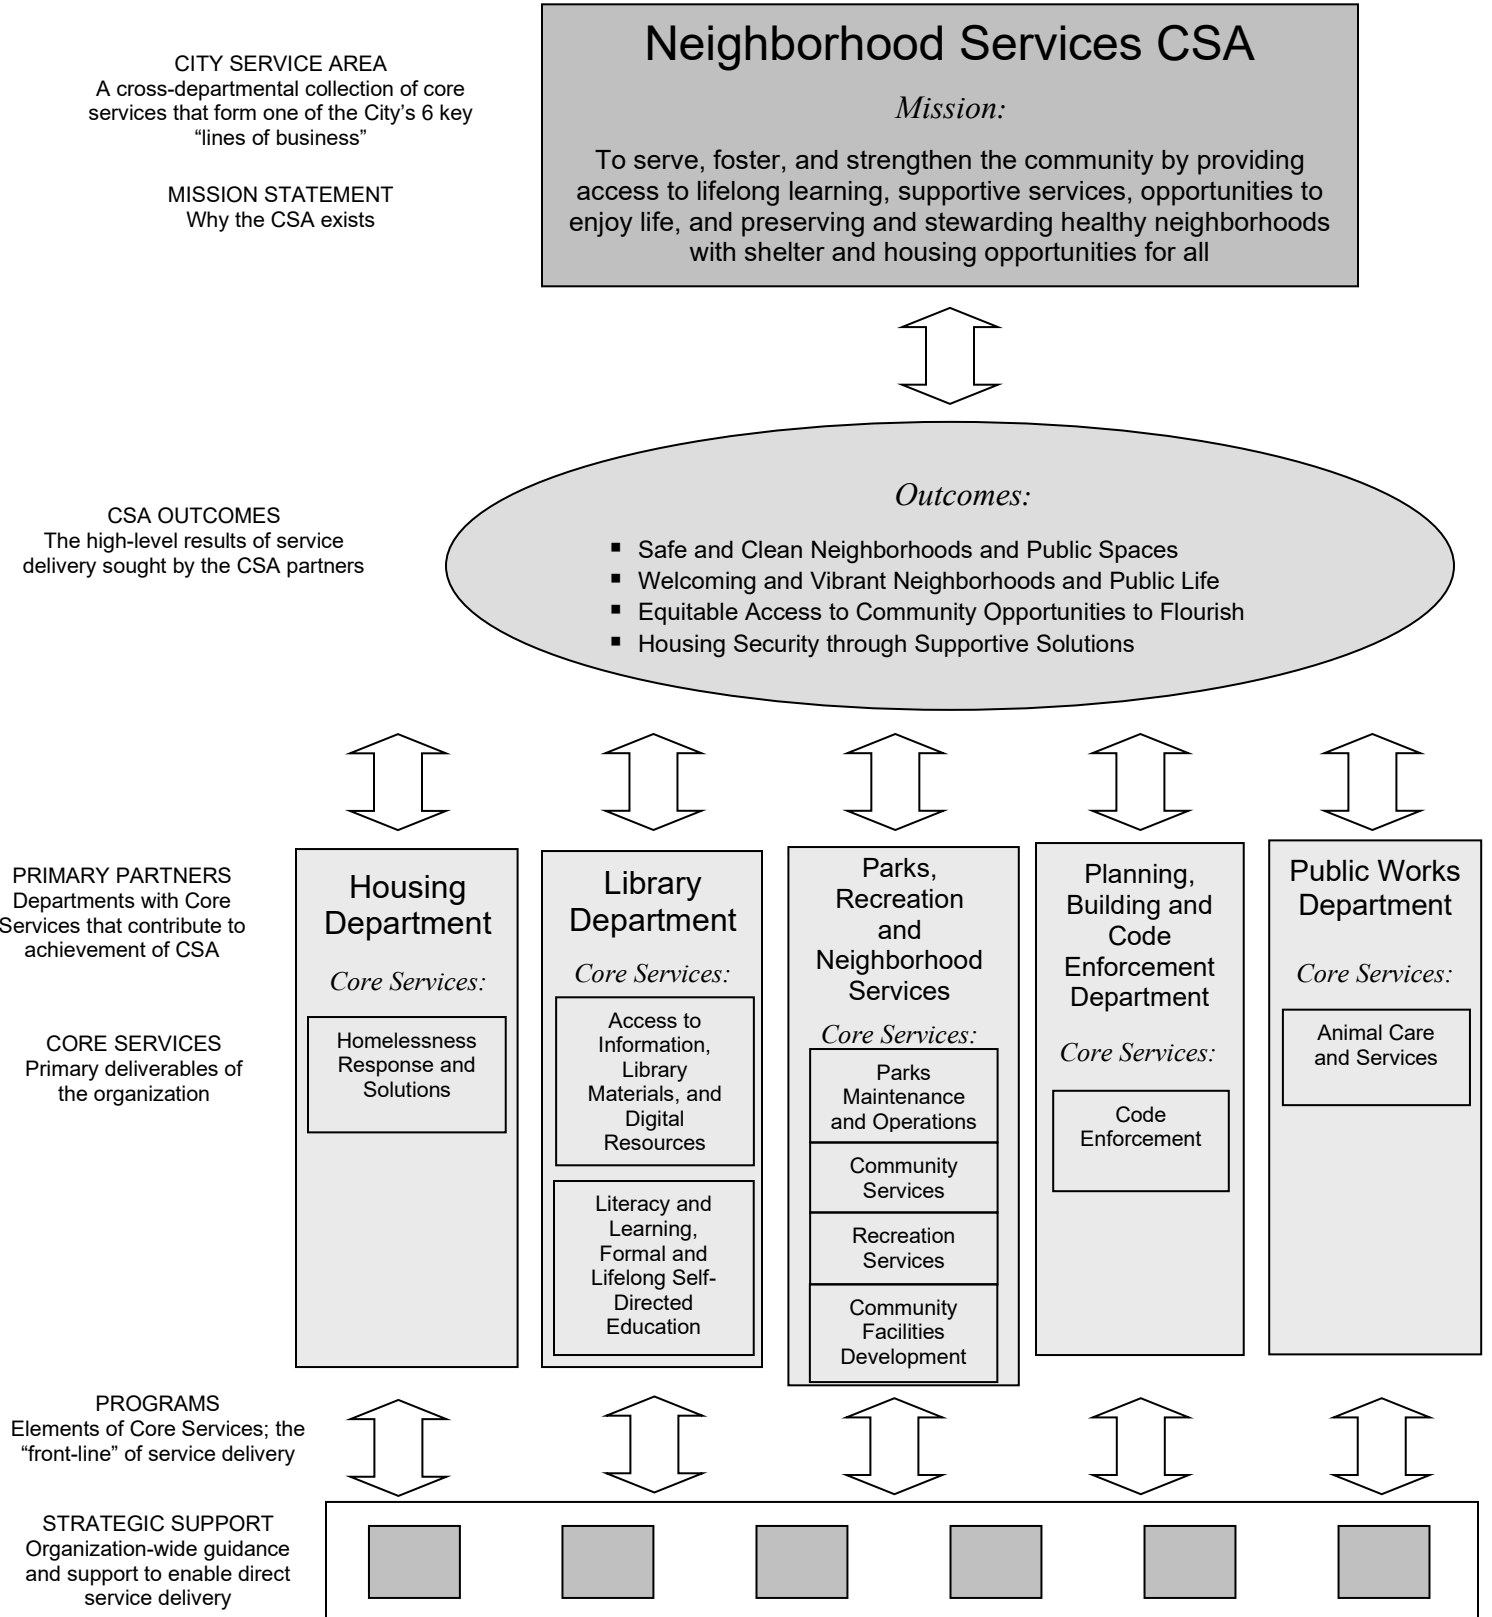 Neighborhood Services CSA
Mission:
To serve, foster, and strengthen the community by providing
access to lifelong learning, supportive services, opportunities to
enjoy life, and preserving and stewarding healthy neighborhoods
with shelter and housing opportunities for all
CITY SERVICE AREA
A cross-departmental collection of core
services that form one of the City’s 6 key
“lines of business”
MISSION STATEMENT
Why the CSA exists
Outcomes:
▪ Safe and Clean Neighborhoods and Public Spaces
▪ Welcoming and Vibrant Neighborhoods and Public Life
▪ Equitable Access to Community Opportunities to Flourish
▪ Housing Security through Supportive Solutions
CSA OUTCOMES
The high-level results of service
delivery sought by the CSA partners
PRIMARY PARTNERS
Departments with Core
Services that contribute to
achievement of CSA
CORE SERVICES
Primary deliverables of
the organization
Housing
Department
Core Services:
Homelessness
Response and
Solutions
Library
Department
Core Services:
Access to
Information,
Library
Materials, and
Digital
Resources
Literacy and
Learning,
Formal and
Lifelong Self-
Directed
Education
Parks,
Recreation
and
Neighborhood
Services
Core Services:
Parks
Maintenance
and Operations
Community
Services
Recreation
Services
Community
Facilities
Development
Planning,
Building and
Code
Enforcement
Department
Core Services:
Code
Enforcement
Public Works
Department
Core Services:
Animal Care
and Services
PROGRAMS
Elements of Core Services; the
“front-line” of service delivery
STRATEGIC SUPPORT
Organization-wide guidance
and support to enable direct
service delivery